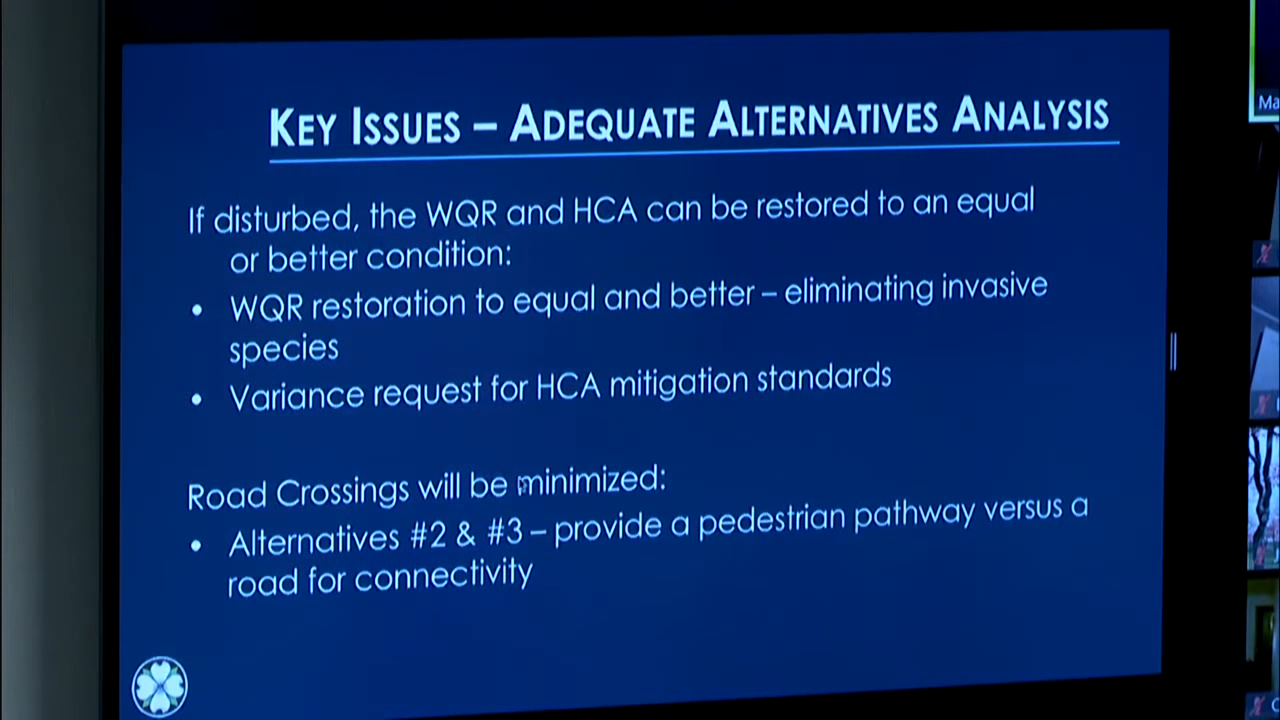 KEY ISSUES – ADEQUATE ALTERNATIVES ANALYSIS
If disturbed, the WQR and HCA can be restored to an equal
or better condition:
• WQR restoration to equal and better – eliminating invasive
species
• Variance request for HCA mitigation standards
Road Crossings will be minimized:
• Alternatives #2 & #3 – provide a pedestrian pathway versus a
road for connectivity
Ma